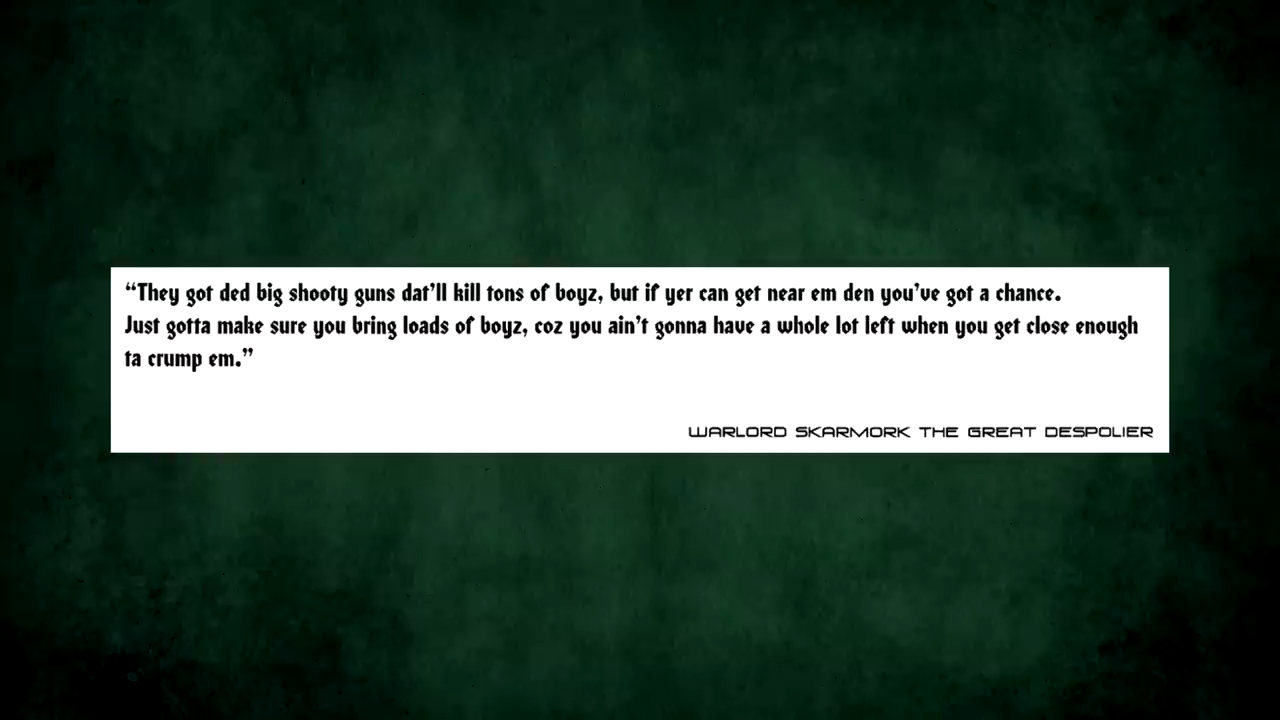 “They got ded big shooty guns dat’ll kill tons of boyz, but if yer can get near em den you’ve got a chance.
Just gotta make sure you bring loads of boyz, coz you ain’t gonna have a whole lot left when you get close enough
ta crump em.”
WARLORD SKARMORK THE GREAT DESPOLIER